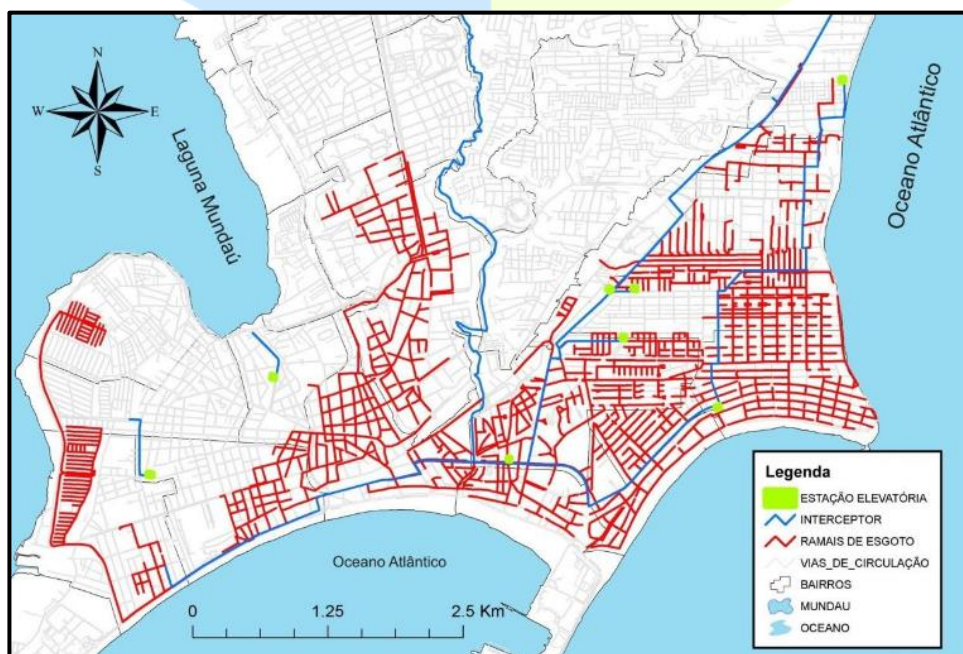 N
W
E
S
Laguna Mundaú
Oceano Atlântico
Oceano Atlântico
0
1.25
2.5 Km
Legenda
ESTAÇÃO ELEVATÓRIA
INTERCEPTOR
RAMAIS DE ESGOTO
VIAS_DE_CIRCULAÇÃO
BAIRROS
MUNDAU
OCEANO